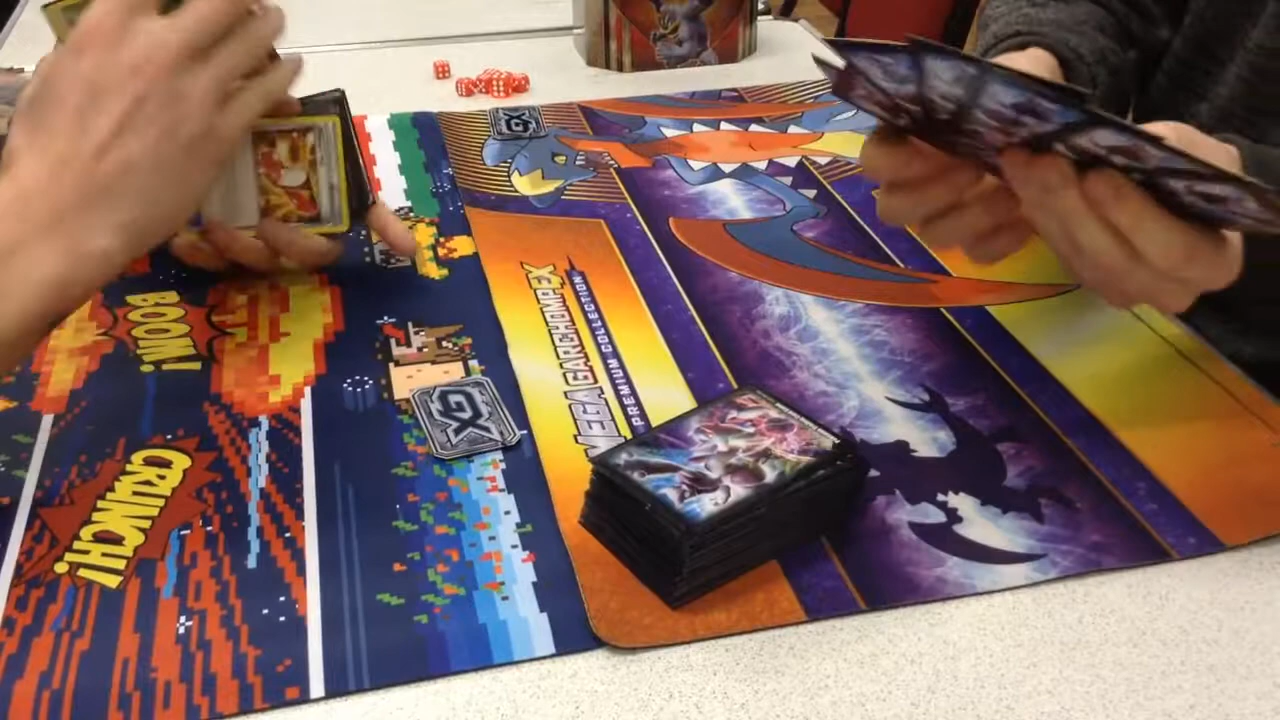 GX
BOOM!
MEGA GARCHOMP EX
PREMIUM COLLECTION
GX
CRUNCH!